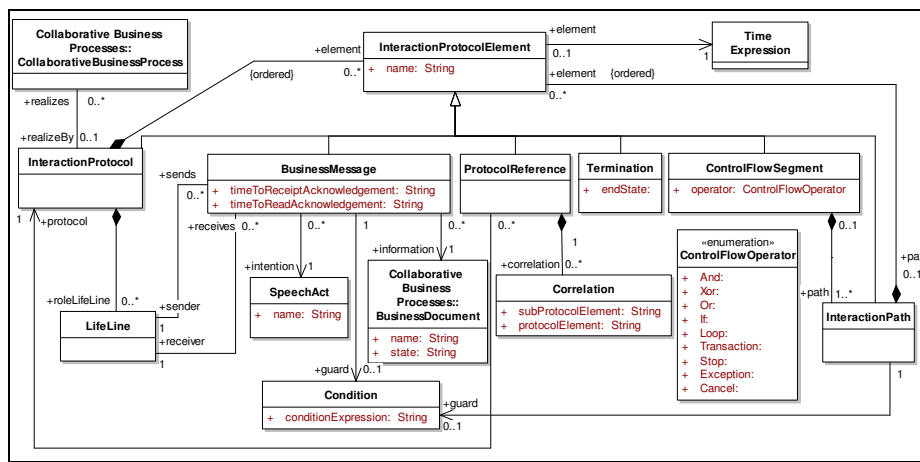 Collaborative Business
Processes::
CollaborativeBusinessProcess
+realizes
0..*
+realizeBy
0..1
InteractionProtocol
+element
{ordered}
0..*
InteractionProtocolElement
+ name: String
+element
0..1
1
Time
Expression
+element
{ordered}
0..*
+sends
0..*
BusinessMessage
+ timeToReceiptAcknowledgement: String
+ timeToReadAcknowledgement: String
ProtocolReference
Termination
+ endState:
ControlFlowSegment
+ operator: ControlFlowOperator
1
+protocol
+receives
0..*
0..*
1
0..*
0..*
0..1
+intention
1
+information
1
1
+correlation
0..*
SpeechAct
+ name: String
Collaborative
Business
Processes::
BusinessDocument
+ name: String
+ state: String
Correlation
+ subProtocolElement: String
+ protocolElement: String
«enumeration»
ControlFlowOperator
+ And:
+ Xor:
+ Or:
+ If:
+ Loop:
+ Transaction:
+ Stop:
+ Exception:
+ Cancel:
+pat
0..1
+path
1..*
InteractionPath
1
+roleLifeLine
0..*
LifeLine
+sender
1
+receiver
1
+guard
0..1
Condition
+ conditionExpression: String
+guard
0..1